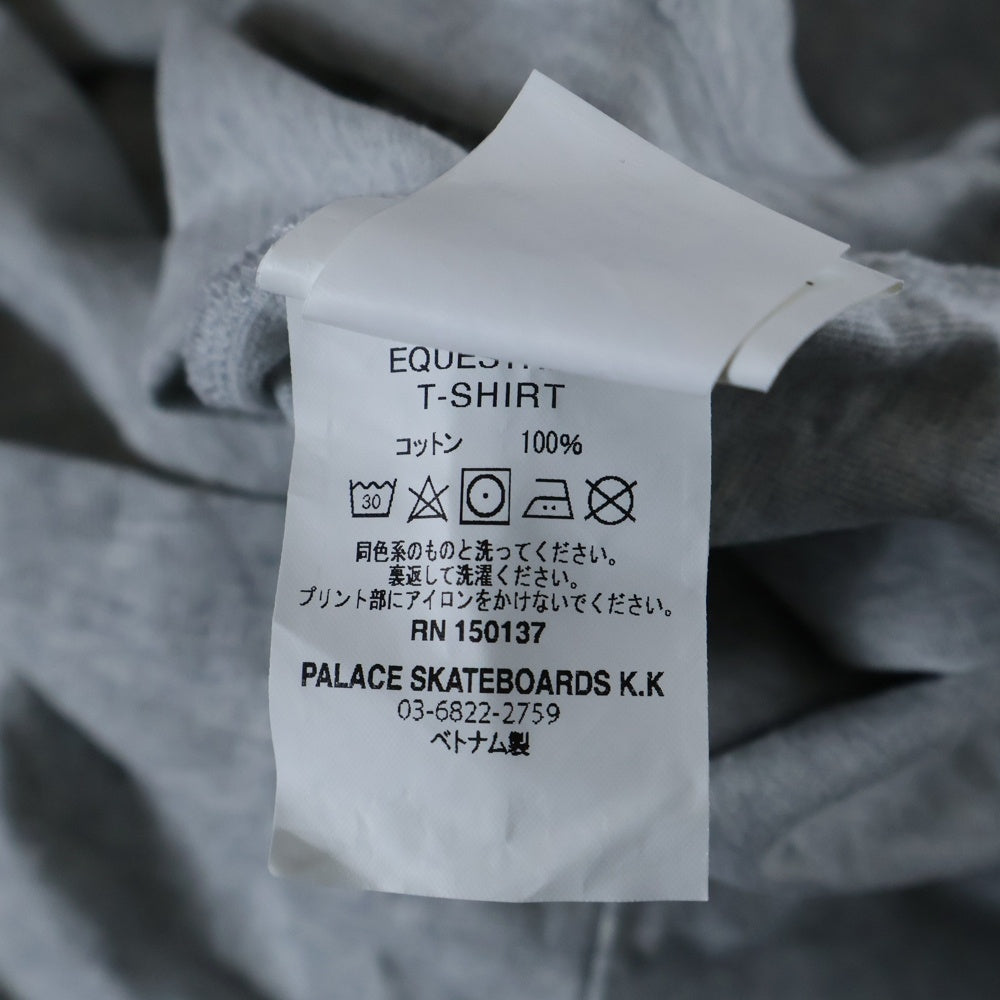 T-SHIRT
コットン 100%
30
同色系のものと洗ってください。
裏返して洗濯ください。
プリント部にアイロンをかけないでください。
RN 150137
PALACE SKATEBOARDS K.K
03-6822-2759
ベトナム製